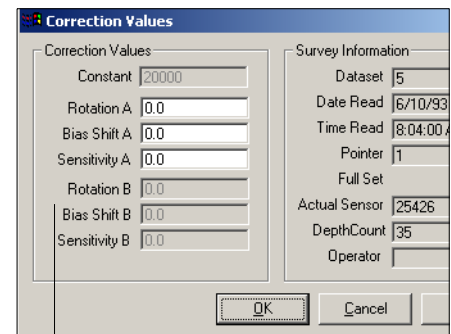 Correction Values
Correction Values
Constant 20000
Rotation A 0.0
Bias Shift A 0.0
Sensitivity A 0.0
Rotation B 0.0
Bias Shift B 0.0
Sensitivity B 0.0
Survey Information
Dataset 5
Date Read 6/10/93
Time Read 8:04:00
Pointer 1
Full Set
Actual Sensor 25426
DepthCount 35
Operator
OK
Cancel